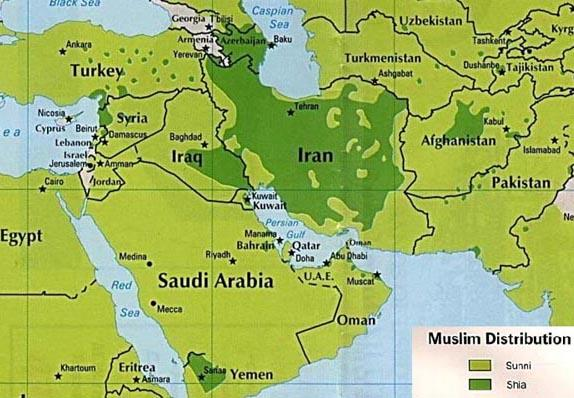 Black Sea
Caspian
Sea
Georgia
Tbilisi
Uzbekistan
Ankara
Armenia
Azerbaijan
Baku
Tashkent
Kyrg
Yerevan
Turkey
Turkmenistan
Dushanbe
Tajikistan
Ashgabat
Tehran
Nicosia
Cyprus
Syria
ea
Beirut
Lebanon
Damascus
Baghdad
Iraq
Iran
Kabul
Afghanistan
Islamabad
Israel
Jerusalem
Amman
Jordan
Cairo
Kuwait
Kuwait
Pakistan
Persian
Gulf
Egypt
Manama
Bahrain
Qatar
Doha
Oman
Abu Dhabi
U.A.E.
Medina
Riyadh
Muscat
Saudi Arabia
Red
Sea
Mecca
Oman
Muslim Distribution
Sunni
Shia
Khartoum
Eritrea
Asmara
Sanaa
Yemen